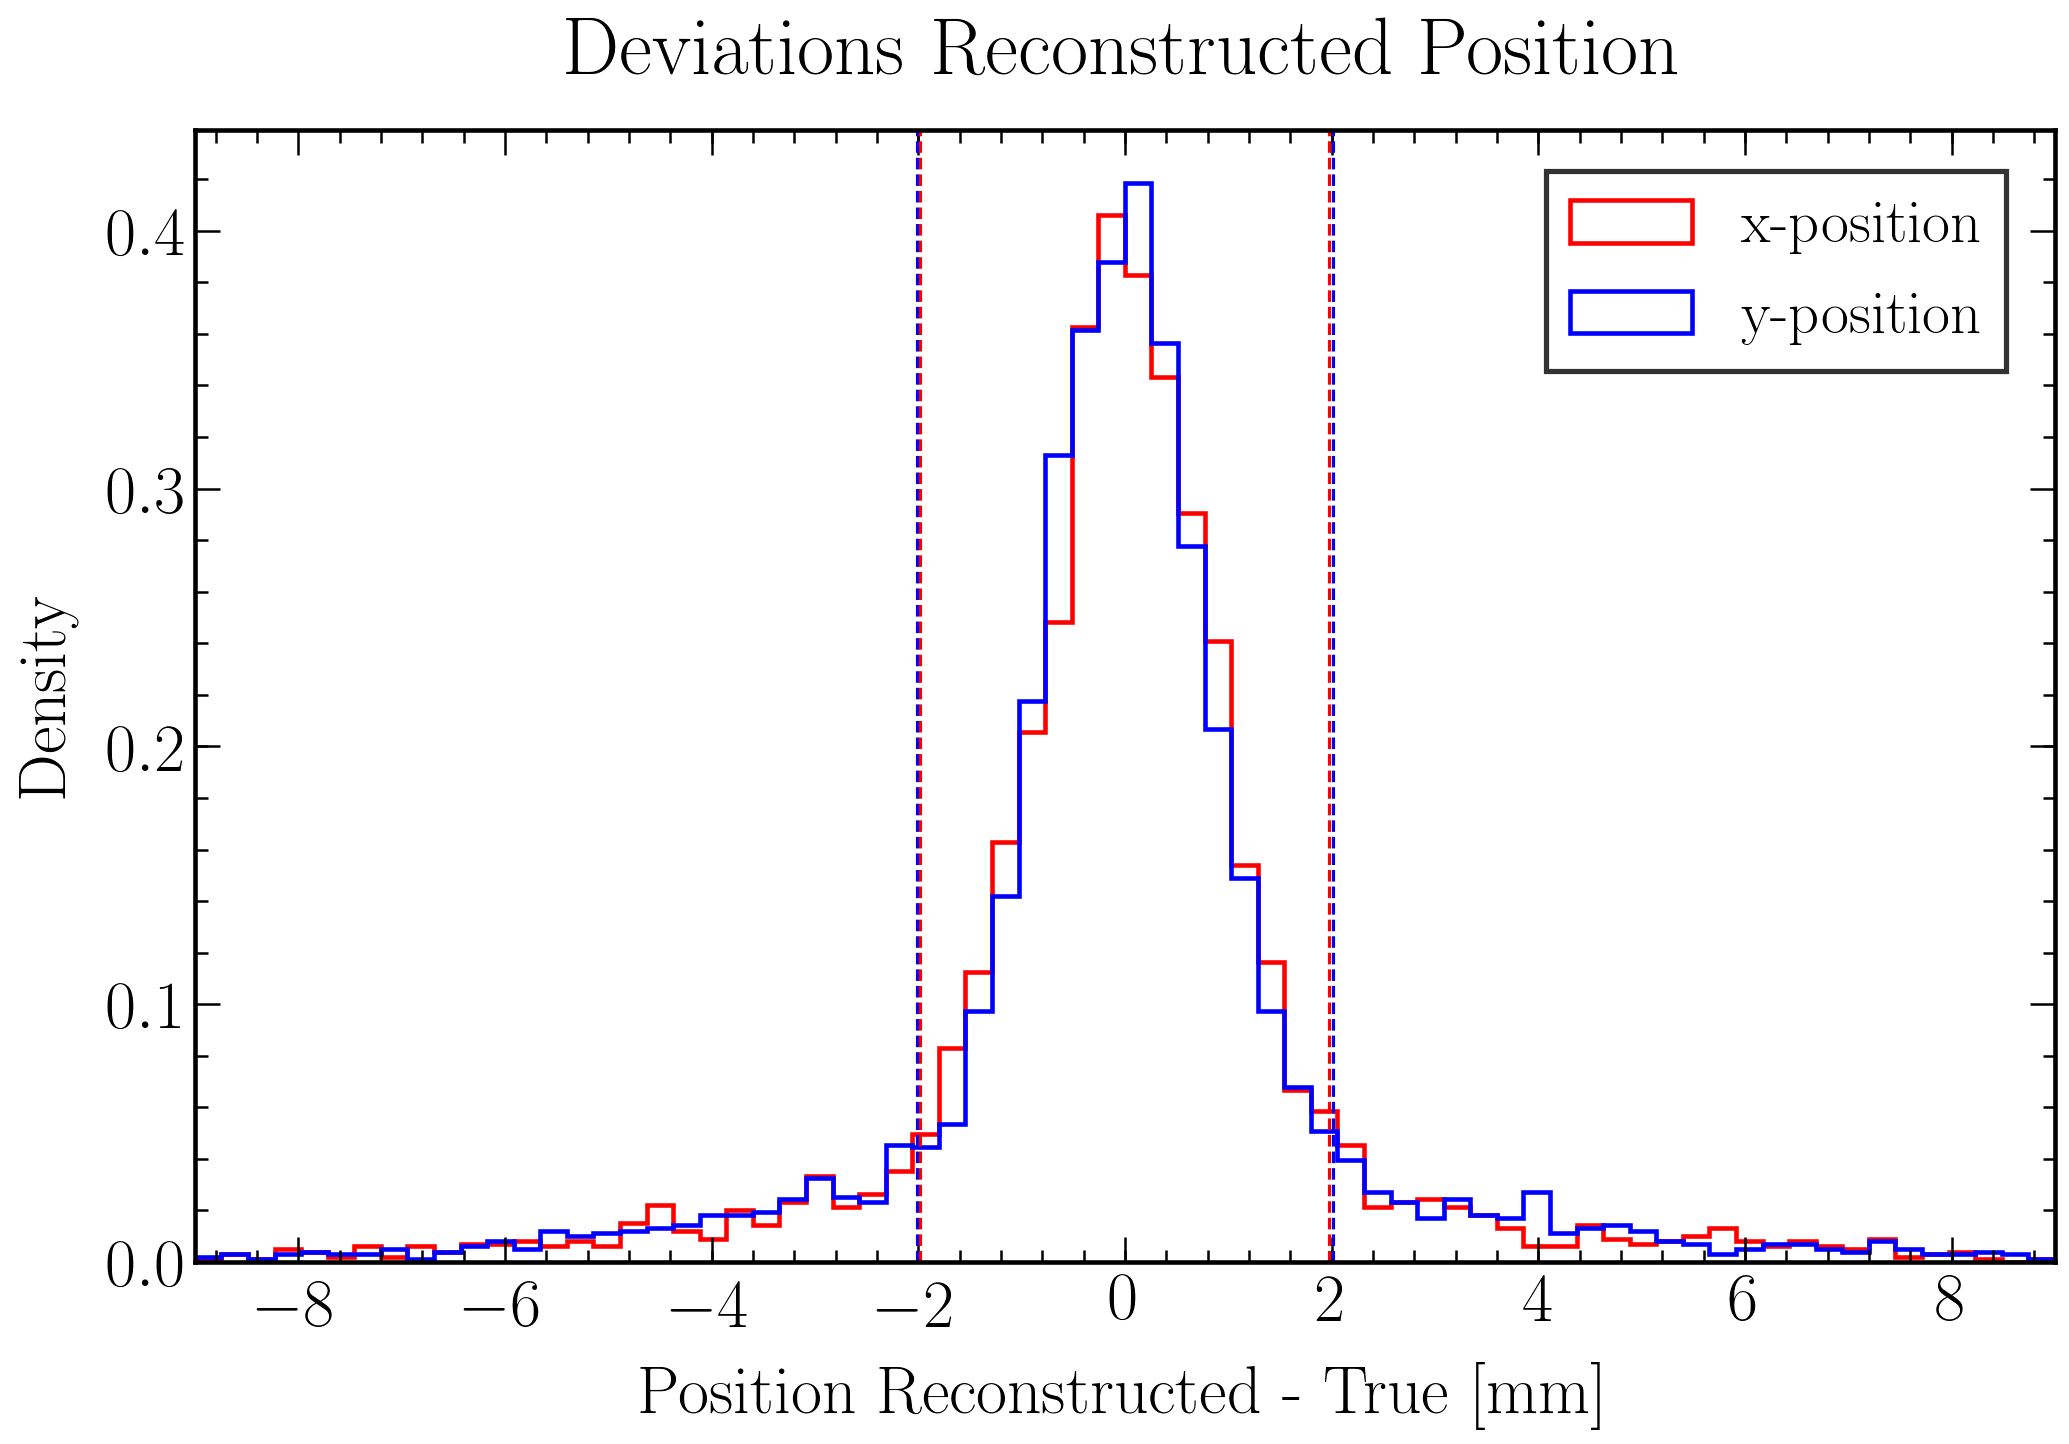 Deviations Reconstructed Position
x-position
y-position
Density
0.4
0.3
0.2
0.1
0.0
−8 −6 −4 −2 0 2 4 6 8
Position Reconstructed - True [mm]